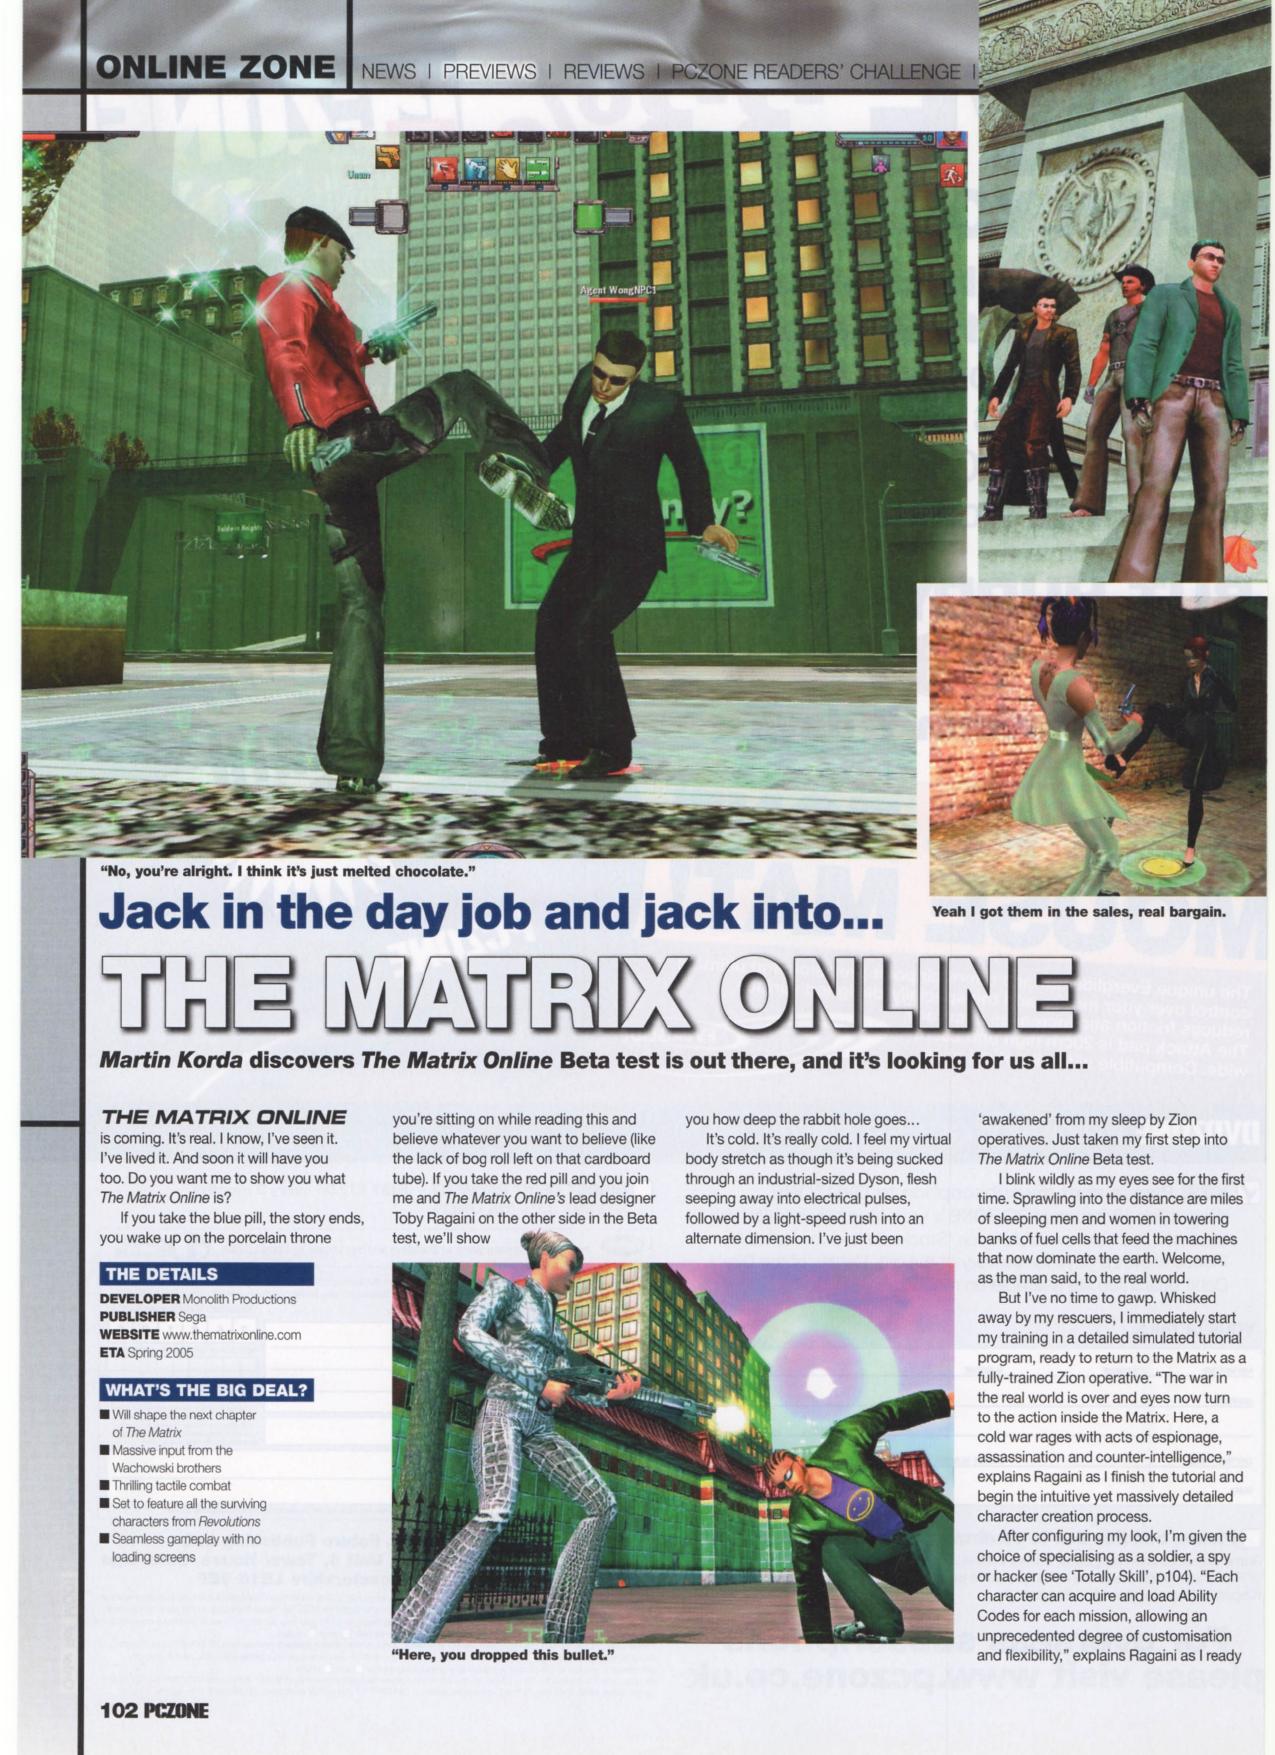 ONLINE ZONE
NEWS | PREVIEWS | REVIEWS | PCZONE READERS' CHALLENGE |
50
Agent WongNPC1
Baldwin Heights
"No, you're alright. I think it's just melted chocolate."
Yeah I got them in the sales, real bargain.
Jack in the day job and jack into...
THE MATRIX ONLINE
Martin Korda discovers The Matrix Online Beta test is out there, and it's looking for us all...
THE MATRIX ONLINE
is coming. It's real. I know, I've seen it.
I've lived it. And soon it will have you
too. Do you want me to show you what
The Matrix Online is?
If you take the blue pill, the story ends,
you wake up on the porcelain throne
you're sitting on while reading this and
believe whatever you want to believe (like
the lack of bog roll left on that cardboard
tube). If you take the red pill and you join
me and The Matrix Online's lead designer
Toby Ragaini on the other side in the Beta
test, we'll show
you how deep the rabbit hole goes...
It's cold. It's really cold. I feel my virtual
body stretch as though it's being sucked
through an industrial-sized Dyson, flesh
seeping away into electrical pulses,
followed by a light-speed rush into an
alternate dimension. I've just been
'awakened' from my sleep by Zion
operatives. Just taken my first step into
The Matrix Online Beta test.
I blink wildly as my eyes see for the first
time. Sprawling into the distance are miles
of sleeping men and women in towering
banks of fuel cells that feed the machines
that now dominate the earth. Welcome,
as the man said, to the real world.
But I've no time to gawp. Whisked
away by my rescuers, I immediately start
my training in a detailed simulated tutorial
program, ready to return to the Matrix as a
fully-trained Zion operative. "The war in
the real world is over and eyes now turn
to the action inside the Matrix. Here, a
cold war rages with acts of espionage,
assassination and counter-intelligence,"
explains Ragaini as I finish the tutorial and
begin the intuitive yet massively detailed
character creation process.
After configuring my look, I'm given the
choice of specialising as a soldier, a spy
or hacker (see 'Totally Skill', p104). "Each
character can acquire and load Ability
Codes for each mission, allowing an
unprecedented degree of customisation
and flexibility," explains Ragaini as I ready
THE DETAILS
DEVELOPER Monolith Productions
PUBLISHER Sega
WEBSITE www.thematrixonline.com
ETA Spring 2005
WHAT'S THE BIG DEAL?
■ Will shape the next chapter
of The Matrix
■ Massive input from the
Wachowski brothers
■ Thrilling tactile combat
■ Set to feature all the surviving
characters from Revolutions
■ Seamless gameplay with no
loading screens
"Here, you dropped this bullet."
102 PCZONE